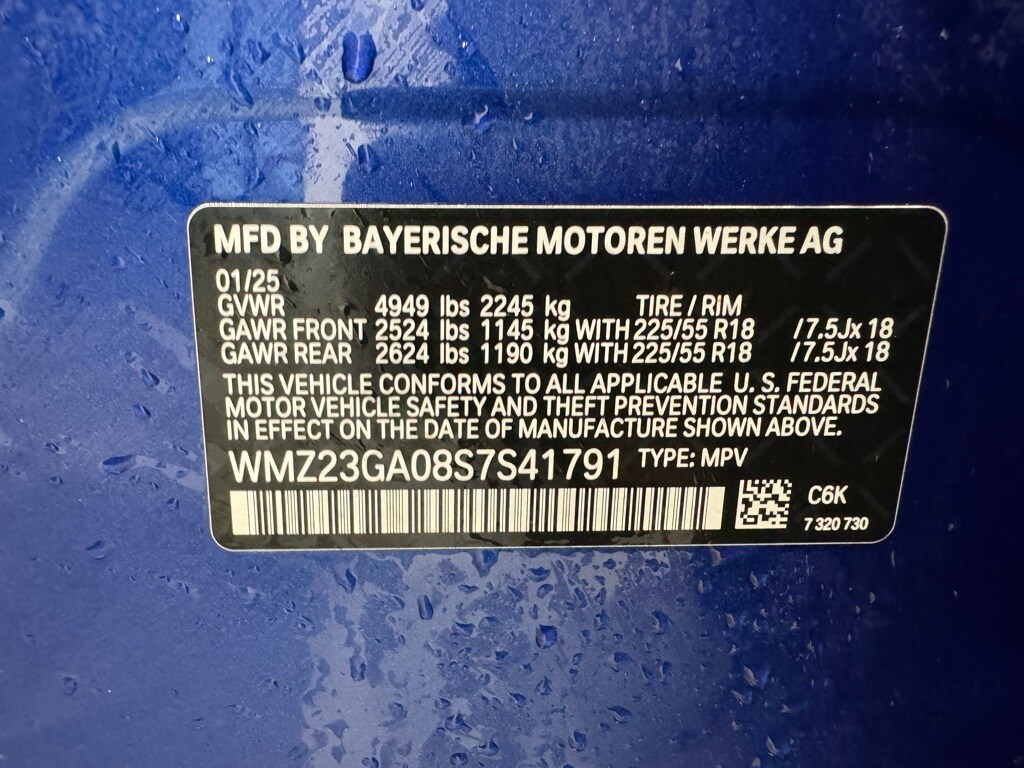 MFD BY BAYERISCHE MOTOREN WERKE AG
01/25
GVWR 4949 lbs 2245 kg TIRE / RIM
GAWR FRONT 2524 lbs 1145 kg WITH 225/55 R18 / 7.5Jx 18
GAWR REAR 2624 lbs 1190 kg WITH 225/55 R18 / 7.5Jx 18
THIS VEHICLE CONFORMS TO ALL APPLICABLE U. S. FEDERAL
MOTOR VEHICLE SAFETY AND THEFT PREVENTION STANDARDS
IN EFFECT ON THE DATE OF MANUFACTURE SHOWN ABOVE.
WMZ23GA08S7S41791 TYPE: MPV
C6K
7 320 730